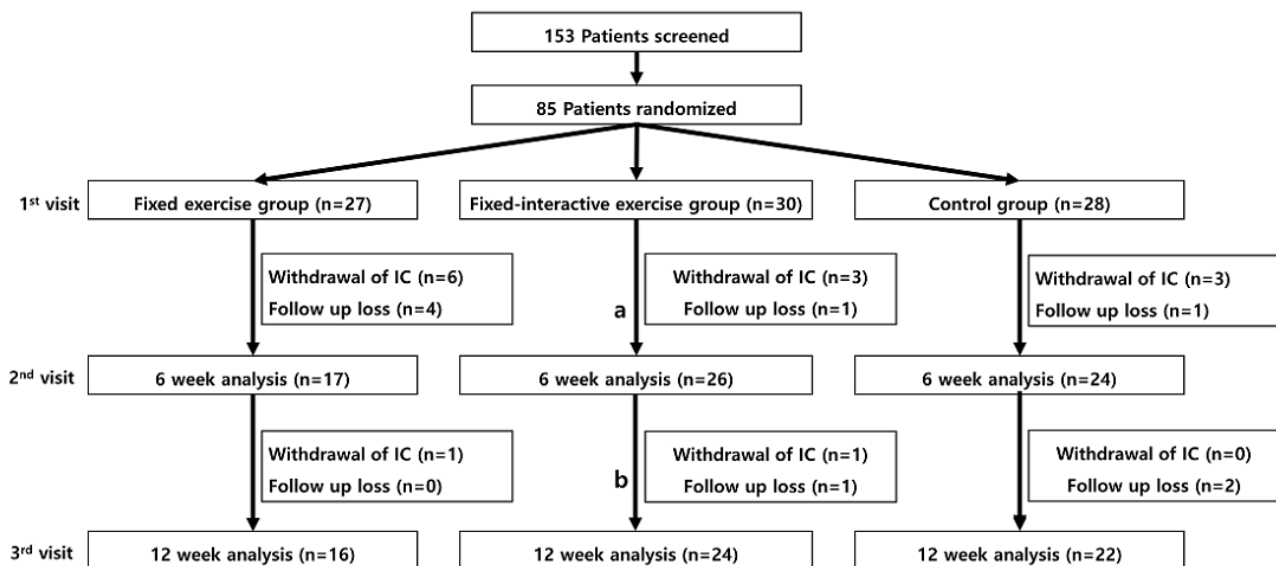 153 Patients screened
85 Patients randomized
1st visit
Fixed exercise group (n=27)
Fixed-interactive exercise group (n=30)
Control group (n=28)
Withdrawal of IC (n=6)
Follow up loss (n=4)
a
Withdrawal of IC (n=3)
Follow up loss (n=1)
Withdrawal of IC (n=3)
Follow up loss (n=1)
2nd visit
6 week analysis (n=17)
6 week analysis (n=26)
6 week analysis (n=24)
Withdrawal of IC (n=1)
Follow up loss (n=0)
b
Withdrawal of IC (n=1)
Follow up loss (n=1)
Withdrawal of IC (n=0)
Follow up loss (n=2)
3rd visit
12 week analysis (n=16)
12 week analysis (n=24)
12 week analysis (n=22)